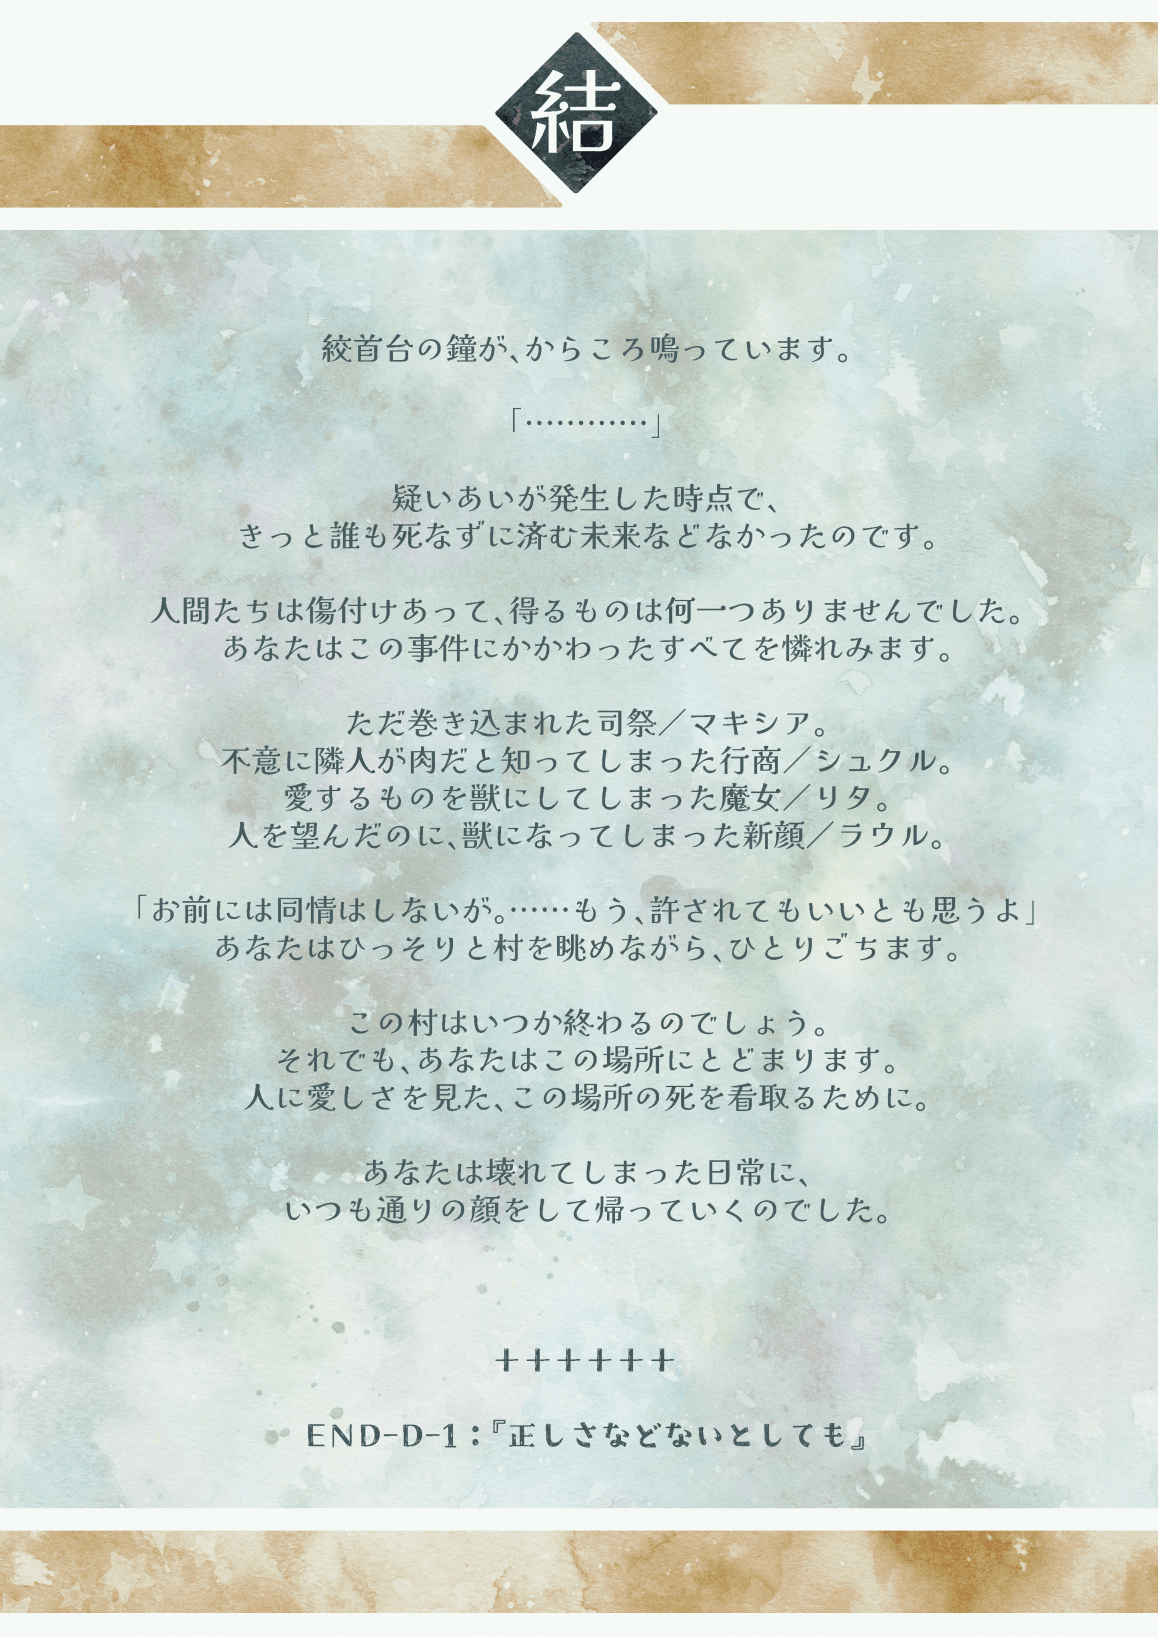 結
絞首台の鐘が、からころ鳴っています。
「…………」
疑いあいが発生した時点で、
きっと誰も死なずに済む未来などなかったのです。
人間たちは傷付けあって、得るものは何一つありませんでした。
あなたはこの事件にかかわったすべてを憐れみます。
ただ巻き込まれた司祭／マキシア。
不意に隣人が肉だと知ってしまった行商／シュクル。
愛するものを獣にしてしまった魔女／リタ。
人を望んだのに、獣になってしまった新顔／ラウル。
「お前には同情はしないが。……もう、許されてもいいとも思うよ」
あなたはひっそりと村を眺めながら、ひとりごちます。
この村はいつか終わるのでしょう。
それでも、あなたはこの場所にとどまります。
人に愛しさを見た、この場所の死を看取るために。
あなたは壊れてしまった日常に、
いつも通りの顔をして帰っていくのでした。
＋＋＋＋＋＋
END-D-1：『正しさなどないとしても』